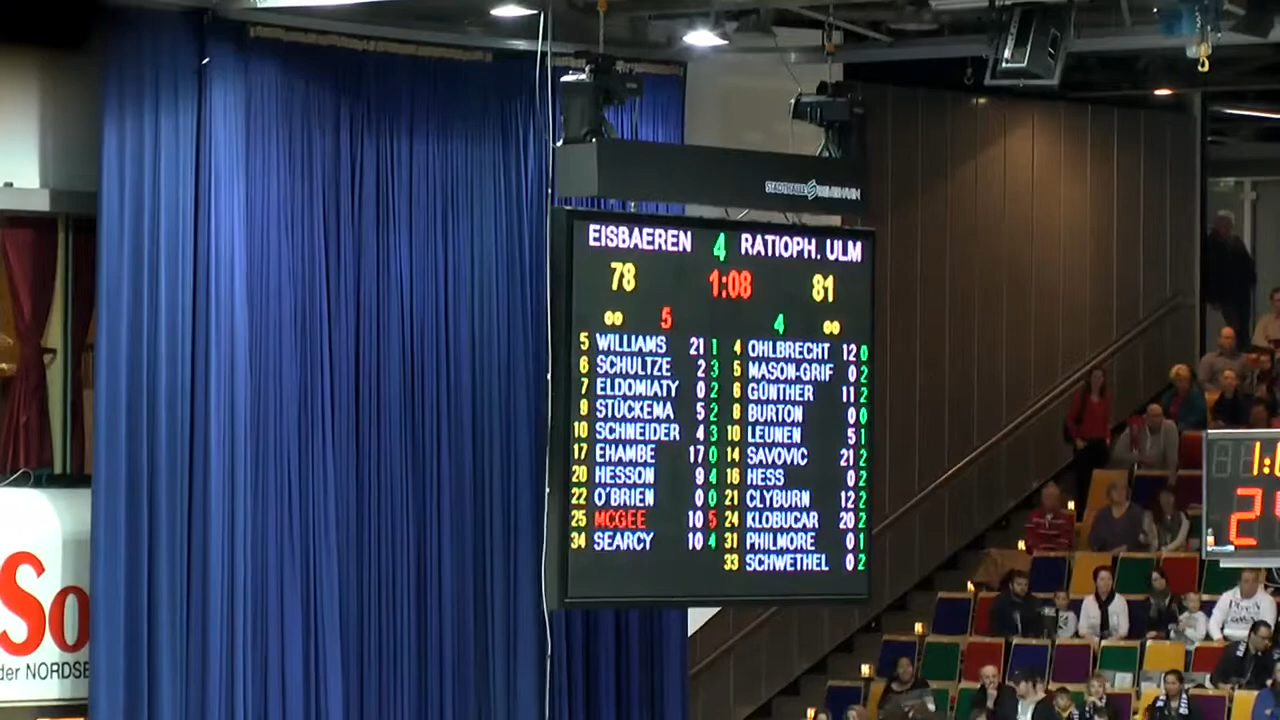 STADTHALLE BREMERHAVEN
EISBAEREN 4 RATIOPH. ULM
78 1:08 81
00 5 4 00
5 WILLIAMS 21 1 4 OHLBRECHT 12 0
6 SCHULTZE 2 3 5 MASON-GRIF 0 2
7 ELDOMIATY 0 2 6 GÜNTHER 11 2
9 STÜCKEMA 5 2 8 BURTON 0 0
10 SCHNEIDER 4 3 10 LEUNEN 5 1
17 EHAMBE 17 0 14 SAVOVIC 21 2
20 HESSON 9 4 16 HESS 0 2
22 O'BRIEN 0 0 21 CLYBURN 12 2
25 MCGEE 10 5 24 KLOBUCAR 20 2
34 SEARCY 10 4 31 PHILMORE 0 1
33 SCHWETHEL 0 2
So
der NORDSE